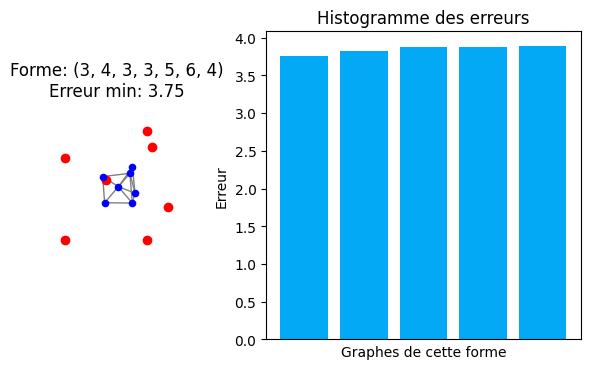 Forme: (3, 4, 3, 3, 5, 6, 4)
Erreur min: 3.75
Histogramme des erreurs
4.0
3.5
3.0
2.5
2.0
1.5
1.0
0.5
0.0
Erreur
Graphes de cette forme